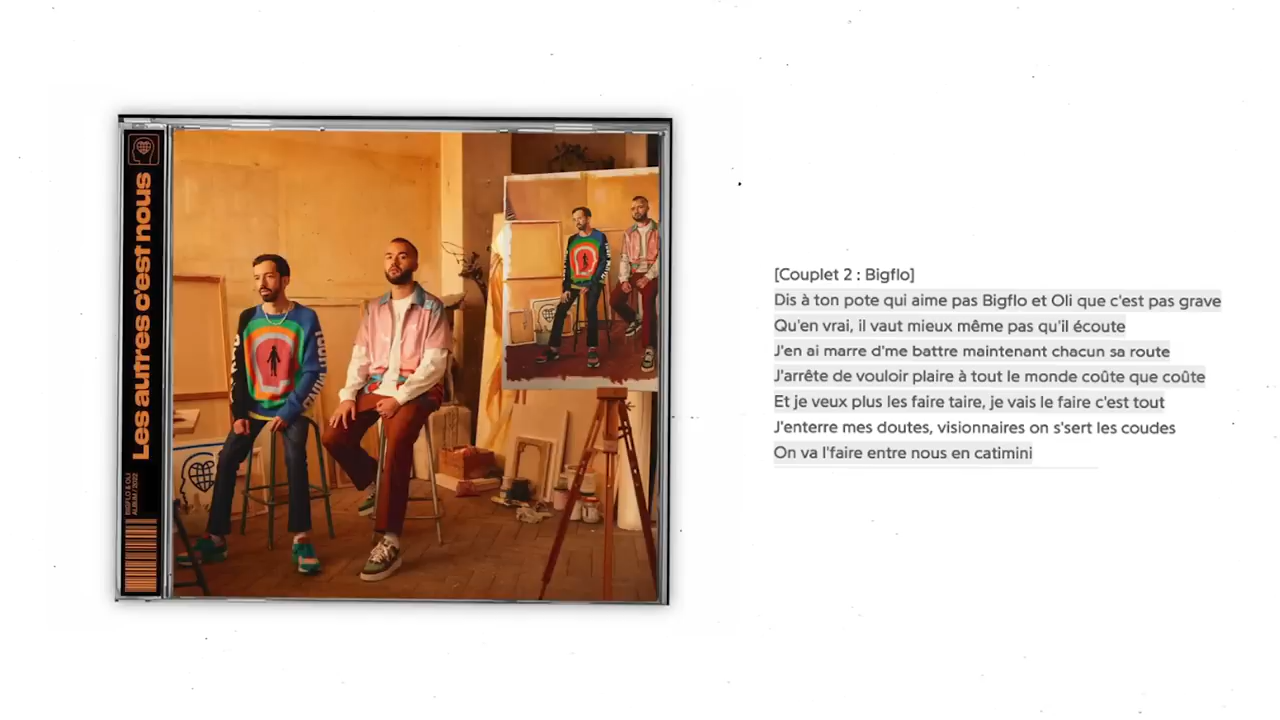 Les autres c'est nous
BIGFLO & OLI
ALBUM / 2022
[Couplet 2 : Bigflo]
Dis à ton pote qui aime pas Bigflo et Oli que c'est pas grave
Qu'en vrai, il vaut mieux même pas qu'il écoute
J'en ai marre d'me battre maintenant chacun sa route
J'arrête de vouloir plaire à tout le monde coûte que coûte
Et je veux plus les faire taire, je vais le faire c'est tout
J'enterre mes doutes, visionnaires on s'sert les coudes
On va l'faire entre nous en catimini